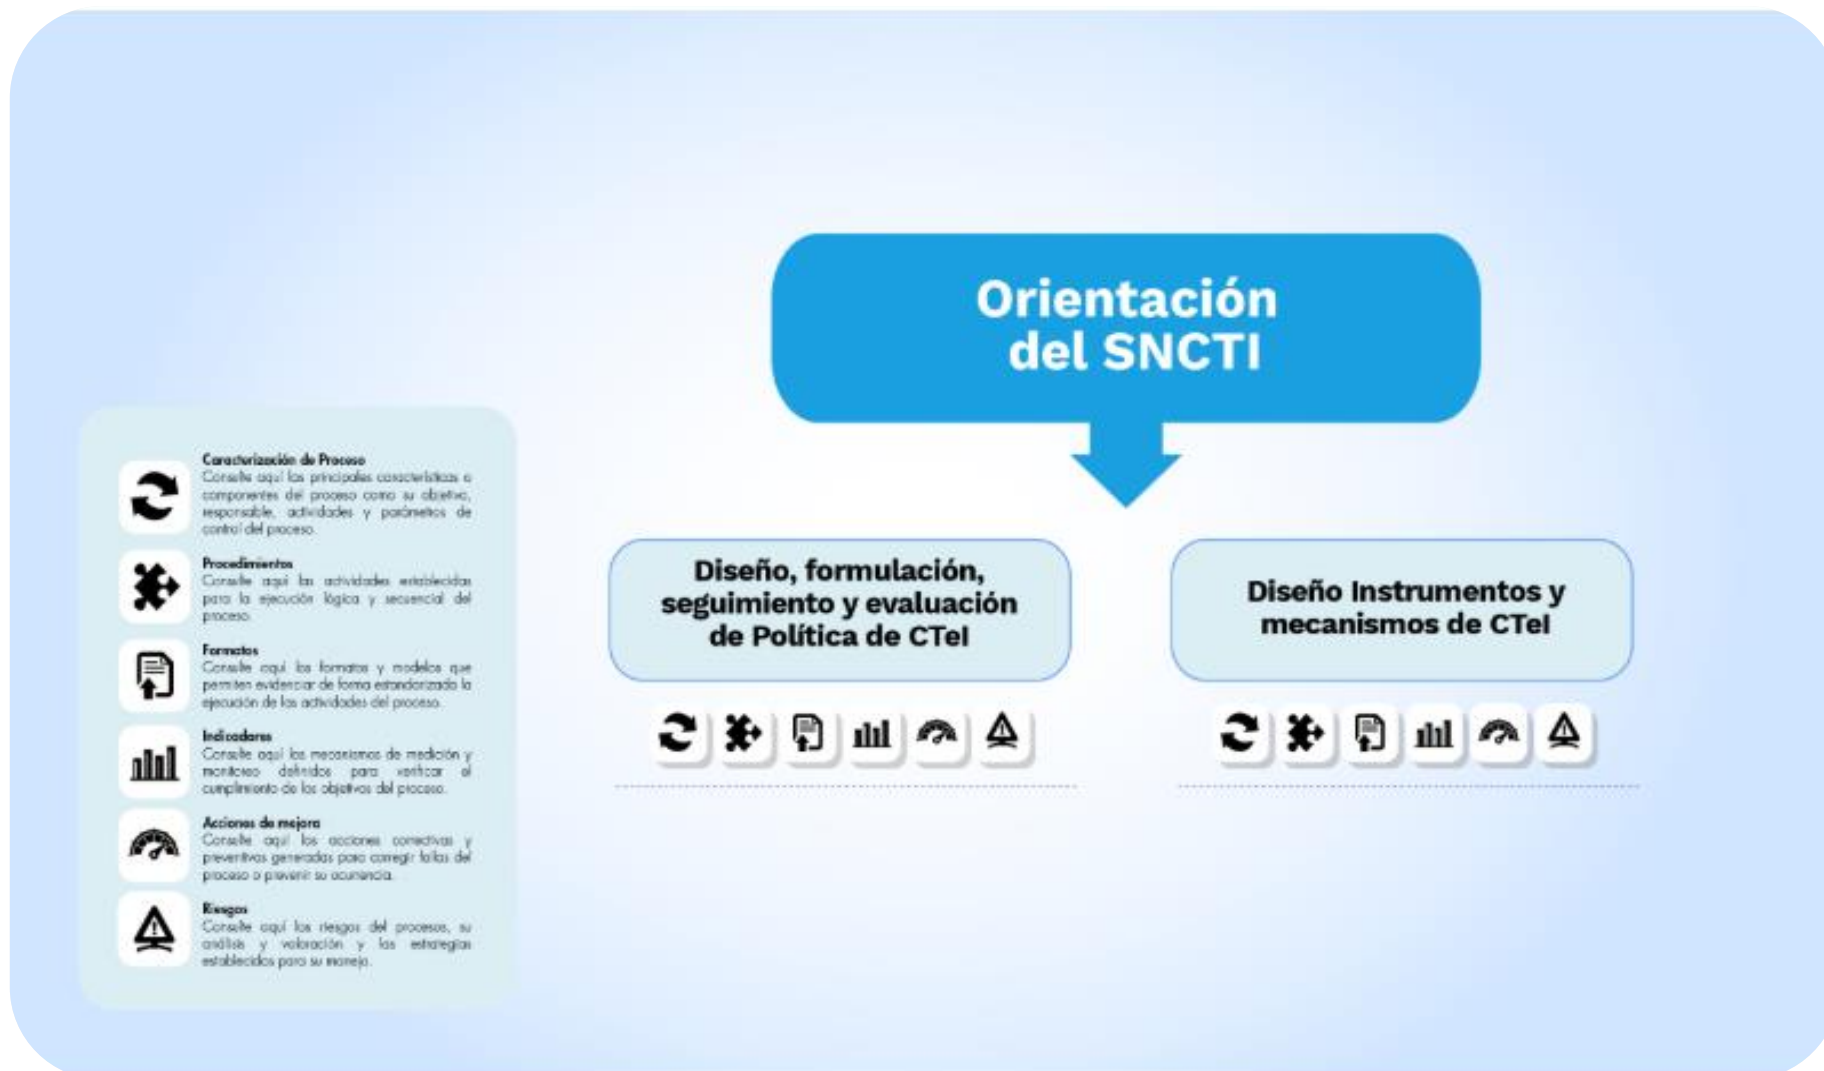 Orientación
del SNCTI
Diseño, formulación,
seguimiento y evaluación
de Política de CTeI
Diseño Instrumentos y
mecanismos de CTeI
Caracterización de Proceso
Consulte aquí las principales características o
componentes del proceso como su objetivo,
responsable, actividades y parámetros de
control del proceso.
Procedimientos
Consulte aquí las actividades establecidas
para la ejecución lógica y secuencial del
proceso.
Formatos
Consulte aquí los formatos y modelos que
permiten evidenciar de forma estandarizada la
ejecución de las actividades del proceso.
Indicadores
Consulte aquí los mecanismos de medición y
monitoreo definidos para verificar el
cumplimiento de los objetivos del proceso.
Acciones de mejora
Consulte aquí las acciones correctivas y
preventivas generadas para corregir fallas del
proceso o prevenir su ocurrencia.
Riesgos
Consulte aquí los riesgos del procesos, su
análisis y valoración y las estrategias
establecidas para su manejo.